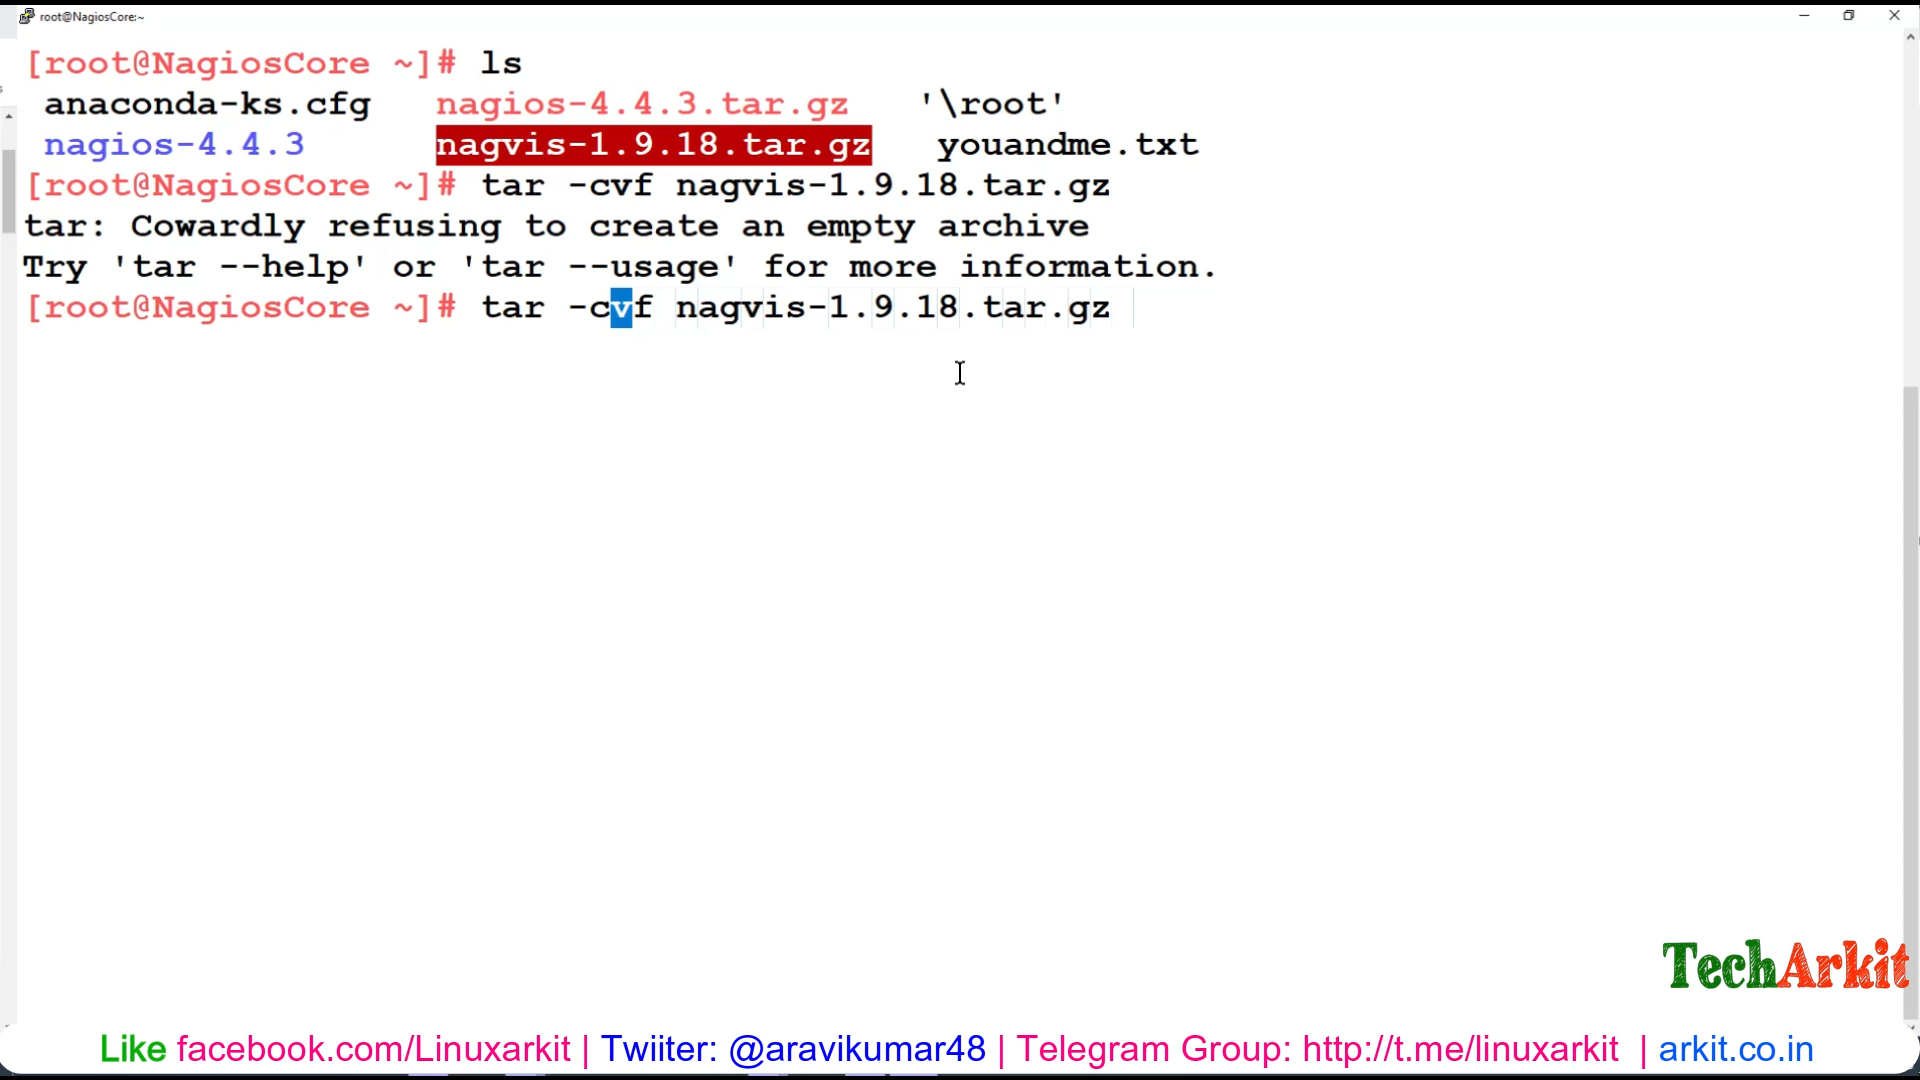 root@NagiosCore:~
[root@NagiosCore ~]# ls
anaconda-ks.cfg nagios-4.4.3.tar.gz '\root'
nagios-4.4.3 nagvis-1.9.18.tar.gz youandme.txt
[root@NagiosCore ~]# tar -cvf nagvis-1.9.18.tar.gz
tar: Cowardly refusing to create an empty archive
Try 'tar --help' or 'tar --usage' for more information.
[root@NagiosCore ~]# tar -cvf nagvis-1.9.18.tar.gz
TechArkit
Like facebook.com/Linuxarkit | Twiiter: @aravikumar48 | Telegram Group: http://t.me/linuxarkit | arkit.co.in